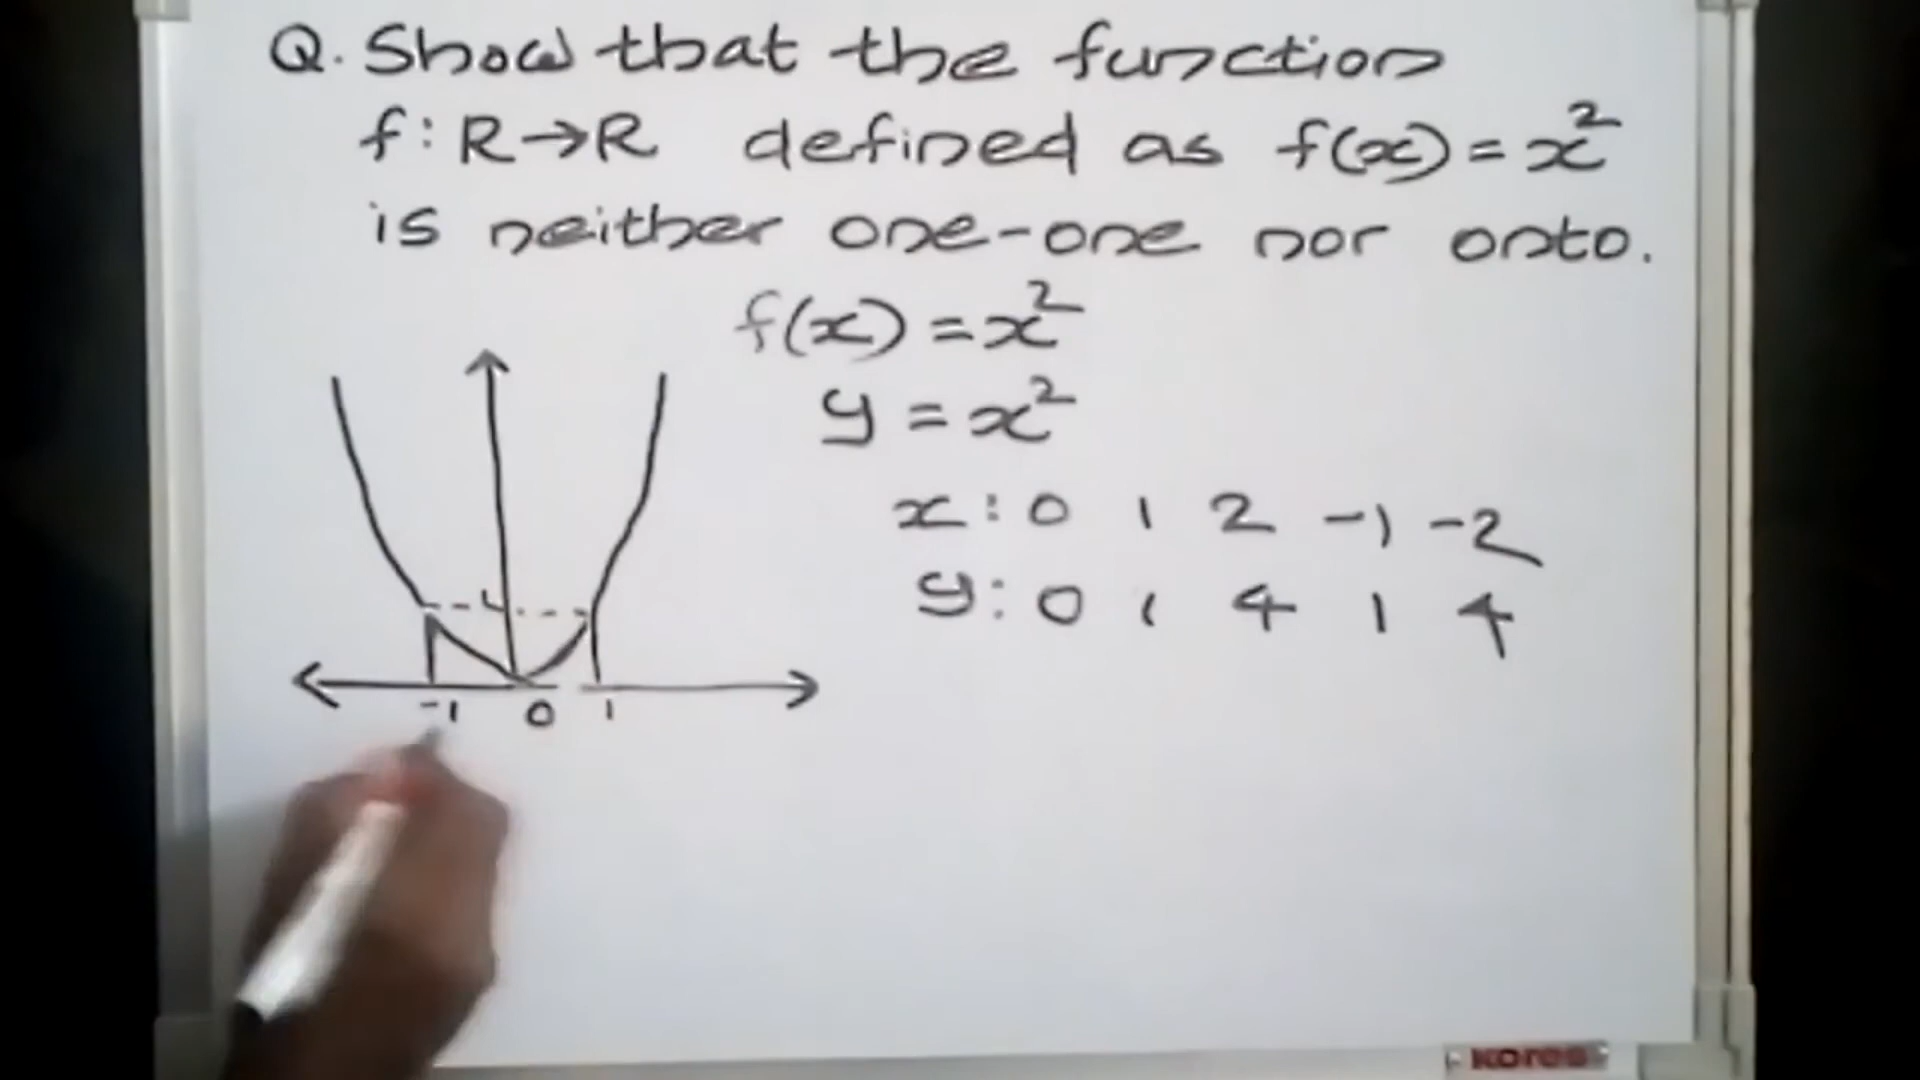 Q. Show that the function
f: R→R defined as f(x) = x²
is neither one-one nor onto.
f(x) = x²
y = x²
x: 0 1 2 -1 -2
y: 0 1 4 1 4
-1 0 1
Kores